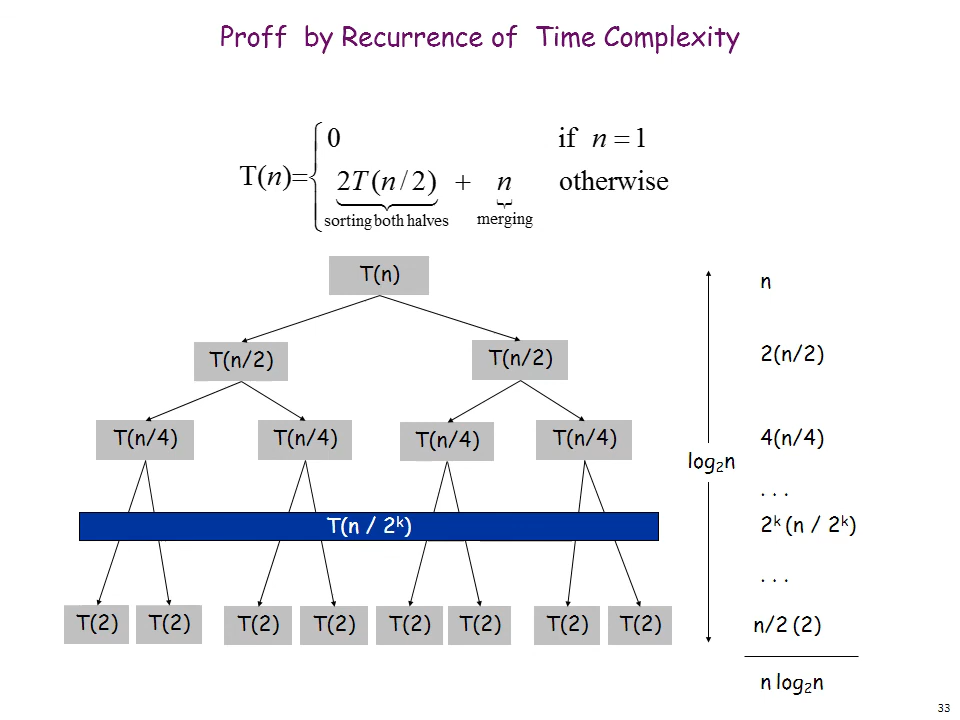 Proff by Recurrence of Time Complexity
0 if n = 1
T(n)= 2T(n/2) + n otherwise
sorting both halves merging
T(n)
n
T(n/2) T(n/2)
2(n/2)
T(n/4) T(n/4) T(n/4) T(n/4)
4(n/4)
log₂n
. . .
T(n / 2ᵏ)
2ᵏ (n / 2ᵏ)
. . .
T(2) T(2) T(2) T(2) T(2) T(2) T(2) T(2)
n/2 (2)
n log₂n
33